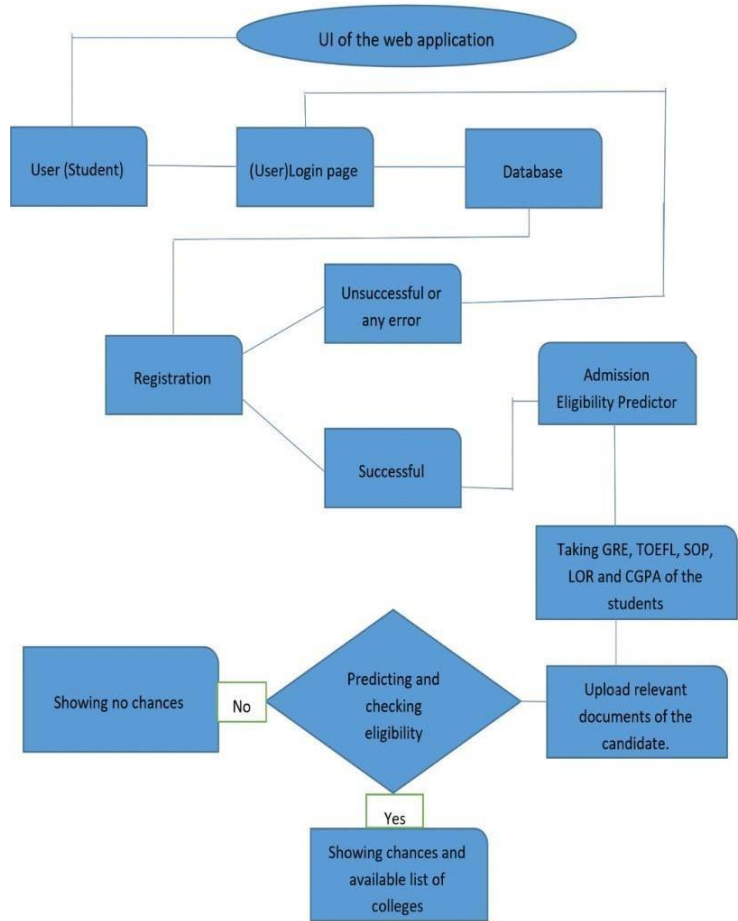 UI of the web application
User (Student)
(User)Login page
Database
Unsuccessful or
any error
Registration
Admission
Eligibility Predictor
Successful
Taking GRE, TOEFL, SOP,
LOR and CGPA of the
students
Predicting and
checking
eligibility
Showing no chances
No
Upload relevant
documents of the
candidate.
Yes
Showing chances and
available list of
colleges